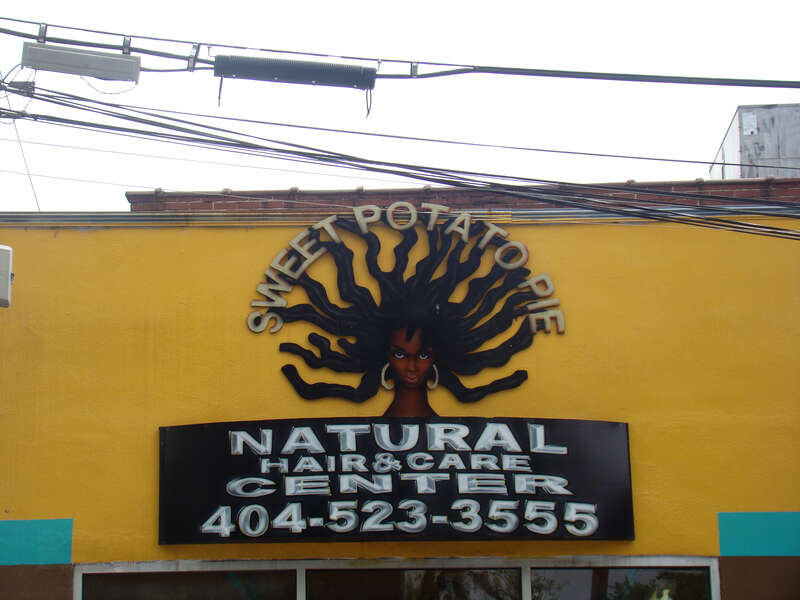 SWEET POTATO PIE
NATURAL
HAIR&CARE
CENTER
404-523-3555